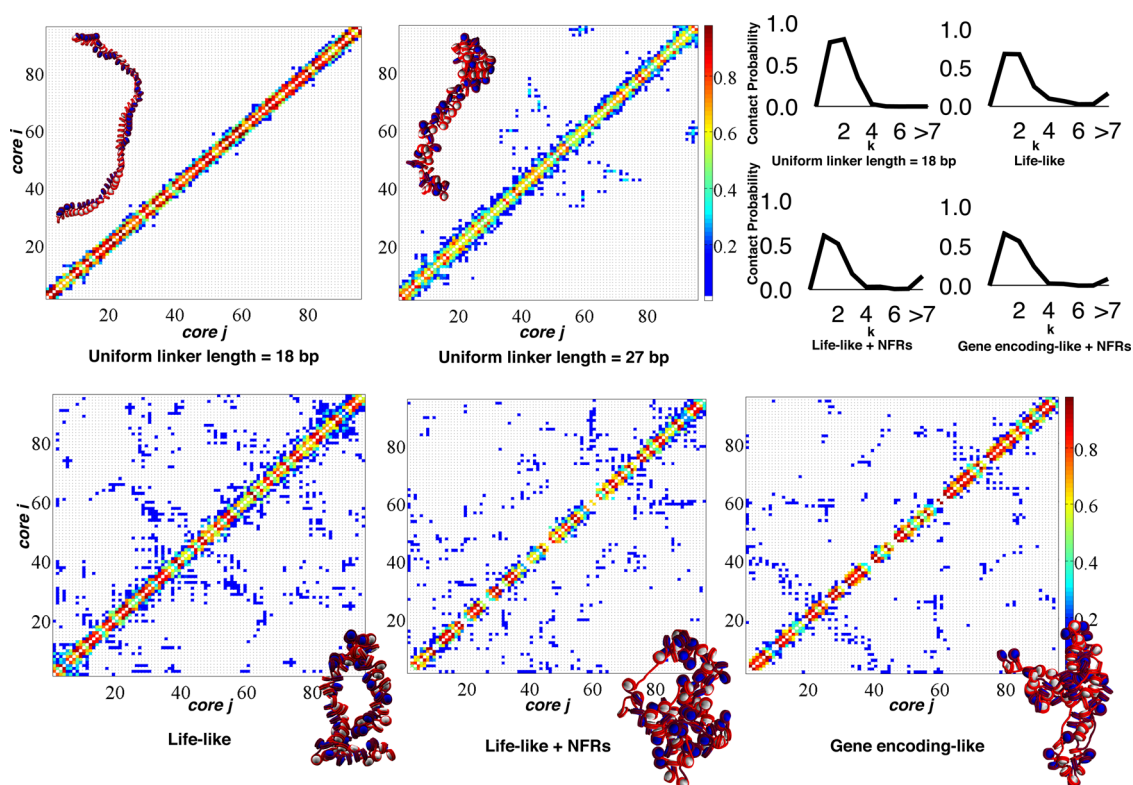 80
60
40
20
core i
20 40 60 80
core j
Uniform linker length = 18 bp
80
60
40
20
20 40 60 80
core j
Uniform linker length = 27 bp
0.8
0.6
0.4
0.2
Contact Probability
1.0
0.5
0.0
2 4 6 >7
k
Uniform linker length = 18 bp
1.0
0.5
0.0
2 4 6 >7
k
Life-like
Contact Probability
1.0
0.5
0.0
2 4 6 >7
k
Life-like + NFRs
1.0
0.5
0.0
2 4 6 >7
k
Gene encoding-like + NFRs
80
60
40
20
core i
20 40 60 80
core j
Life-like
80
60
40
20
20 40 60 80
core j
Life-like + NFRs
80
60
40
20
20 40 60 80
core j
Gene encoding-like
0.8
0.6
0.4